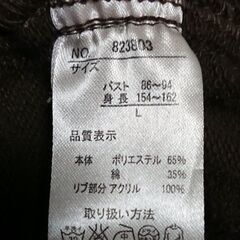 NO. 823803
サイズ
バスト 86～94
身長 154～162
L
品質表示
本体 ポリエステル 65%
綿 35%
リブ部分 アクリル 100%
取り扱い方法